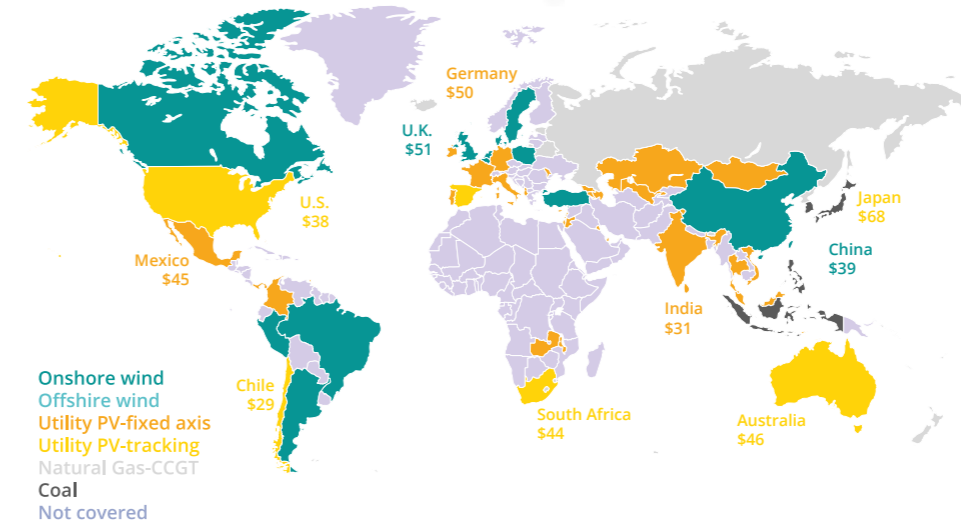 Germany
$50
U.K.
$51
U.S.
$38
Japan
$68
China
$39
Mexico
$45
India
$31
Chile
$29
South Africa
$44
Australia
$46
Onshore wind
Offshire wind
Utility PV-fixed axis
Utility PV-tracking
Natural Gas-CCGT
Coal
Not covered